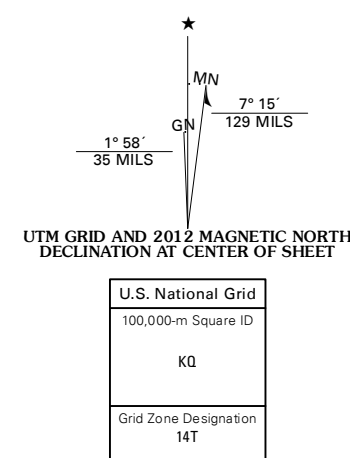 ★
MN
GN
7° 15´
129 MILS
1° 58´
35 MILS
UTM GRID AND 2012 MAGNETIC NORTH
DECLINATION AT CENTER OF SHEET
U.S. National Grid
100,000-m Square ID
KQ
Grid Zone Designation
14T